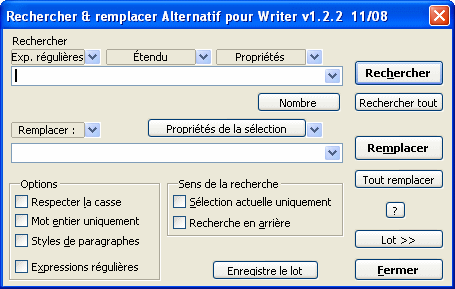 Rechercher & remplacer Alternatif pour Writer v1.2.2 11/08
Rechercher
Exp. régulières
Étendu
Propriétés
Rechercher
Nombre
Rechercher tout
Remplacer :
Propriétés de la sélection
Remplacer
Options
Sens de la recherche
Tout remplacer
Respecter la casse
Sélection actuelle uniquement
Mot entier uniquement
Recherche en arrière
?
Styles de paragraphes
Lot >>
Expressions régulières
Enregistre le lot
Fermer